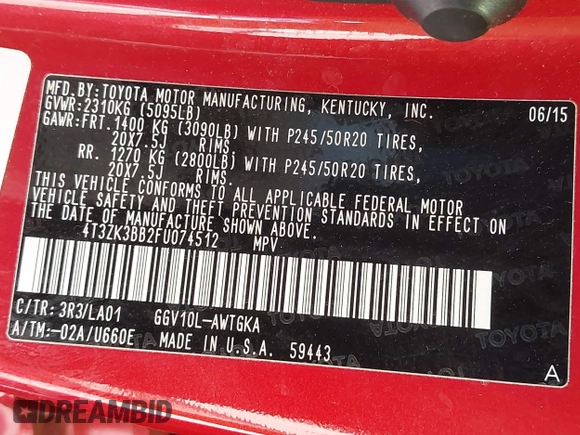 MFD.BY:TOYOTA MOTOR MANUFACTURING, KENTUCKY, INC.
GVWR:2310KG (5095LB) 06/15
GAWR:FRT.1400 KG (3090LB) WITH P245/50R20 TIRES,
20X7.5J RIMS.
RR. 1270 KG (2800LB) WITH P245/50R20 TIRES,
20X7.5J RIMS.
THIS VEHICLE CONFORMS TO ALL APPLICABLE FEDERAL MOTOR
VEHICLE SAFETY AND THEFT PREVENTION STANDARDS IN EFFECT ON
THE DATE OF MANUFACTURE SHOWN ABOVE.
4T3ZK3BB2FU074512 MPV
C/TR: 3R3/LA01 GGV10L-AWTGKA
A/TM:-02A/U660E MADE IN U.S.A. 59443
A
DREAMBID